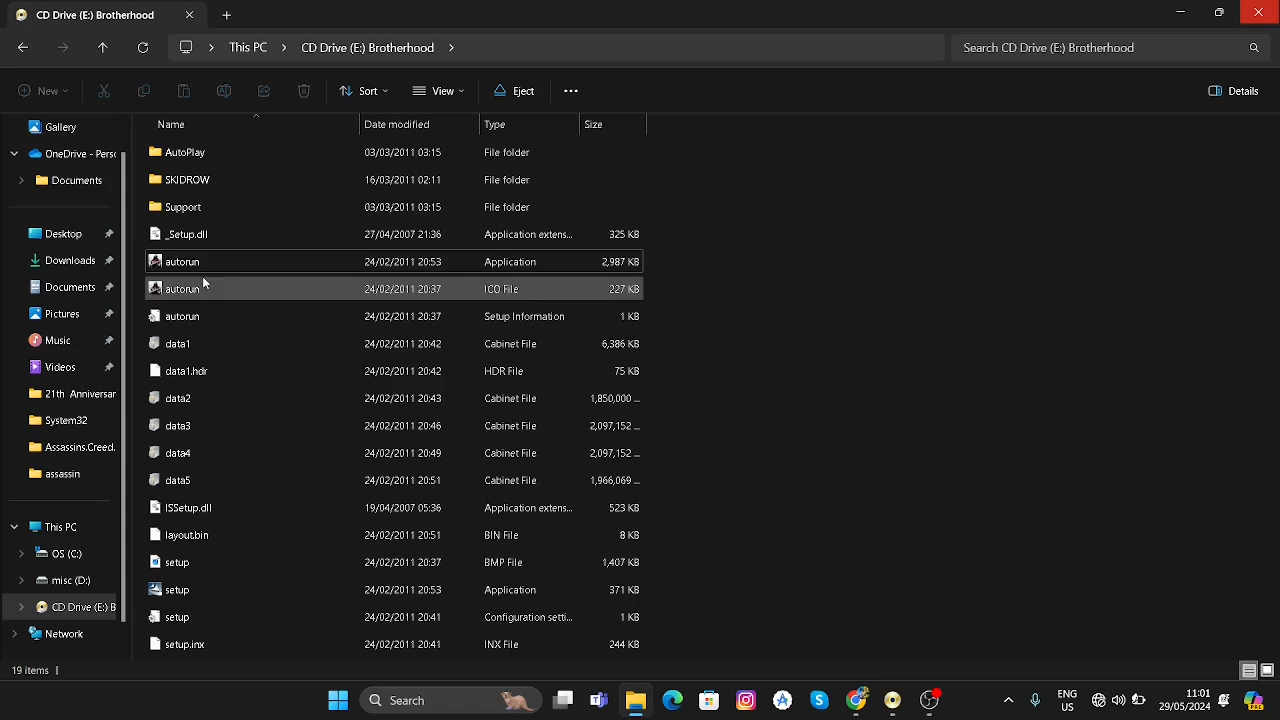 CD Drive (E:) Brotherhood
This PC > CD Drive (E:) Brotherhood >
Search CD Drive (E:) Brotherhood
New Sort View Eject ... Details
Name Date modified Type Size
Gallery
OneDrive - Perso
Documents
Desktop
Downloads
Documents
Pictures
Music
Videos
21th Anniversar
System32
Assassins.Creed.
assassin
This PC
OS (C:)
misc (D:)
CD Drive (E:) B
Network
AutoPlay 03/03/2011 03:15 File folder
SKIDROW 16/03/2011 02:11 File folder
Support 03/03/2011 03:15 File folder
_Setup.dll 27/04/2007 21:36 Application extens... 325 KB
autorun 24/02/2011 20:53 Application 2,987 KB
autorun 24/02/2011 20:37 ICO File 227 KB
autorun 24/02/2011 20:37 Setup Information 1 KB
data1 24/02/2011 20:42 Cabinet File 6,386 KB
data1.hdr 24/02/2011 20:42 HDR File 75 KB
data2 24/02/2011 20:43 Cabinet File 1,850,000 ...
data3 24/02/2011 20:46 Cabinet File 2,097,152 ...
data4 24/02/2011 20:49 Cabinet File 2,097,152 ...
data5 24/02/2011 20:51 Cabinet File 1,966,069 ...
ISSetup.dll 19/04/2007 05:36 Application extens... 523 KB
layout.bin 24/02/2011 20:51 BIN File 8 KB
setup 24/02/2011 20:37 BMP File 1,407 KB
setup 24/02/2011 20:53 Application 371 KB
setup 24/02/2011 20:41 Configuration setti... 1 KB
setup.inx 24/02/2011 20:41 INX File 244 KB
19 items
Search
ENG
US
11:01
29/05/2024